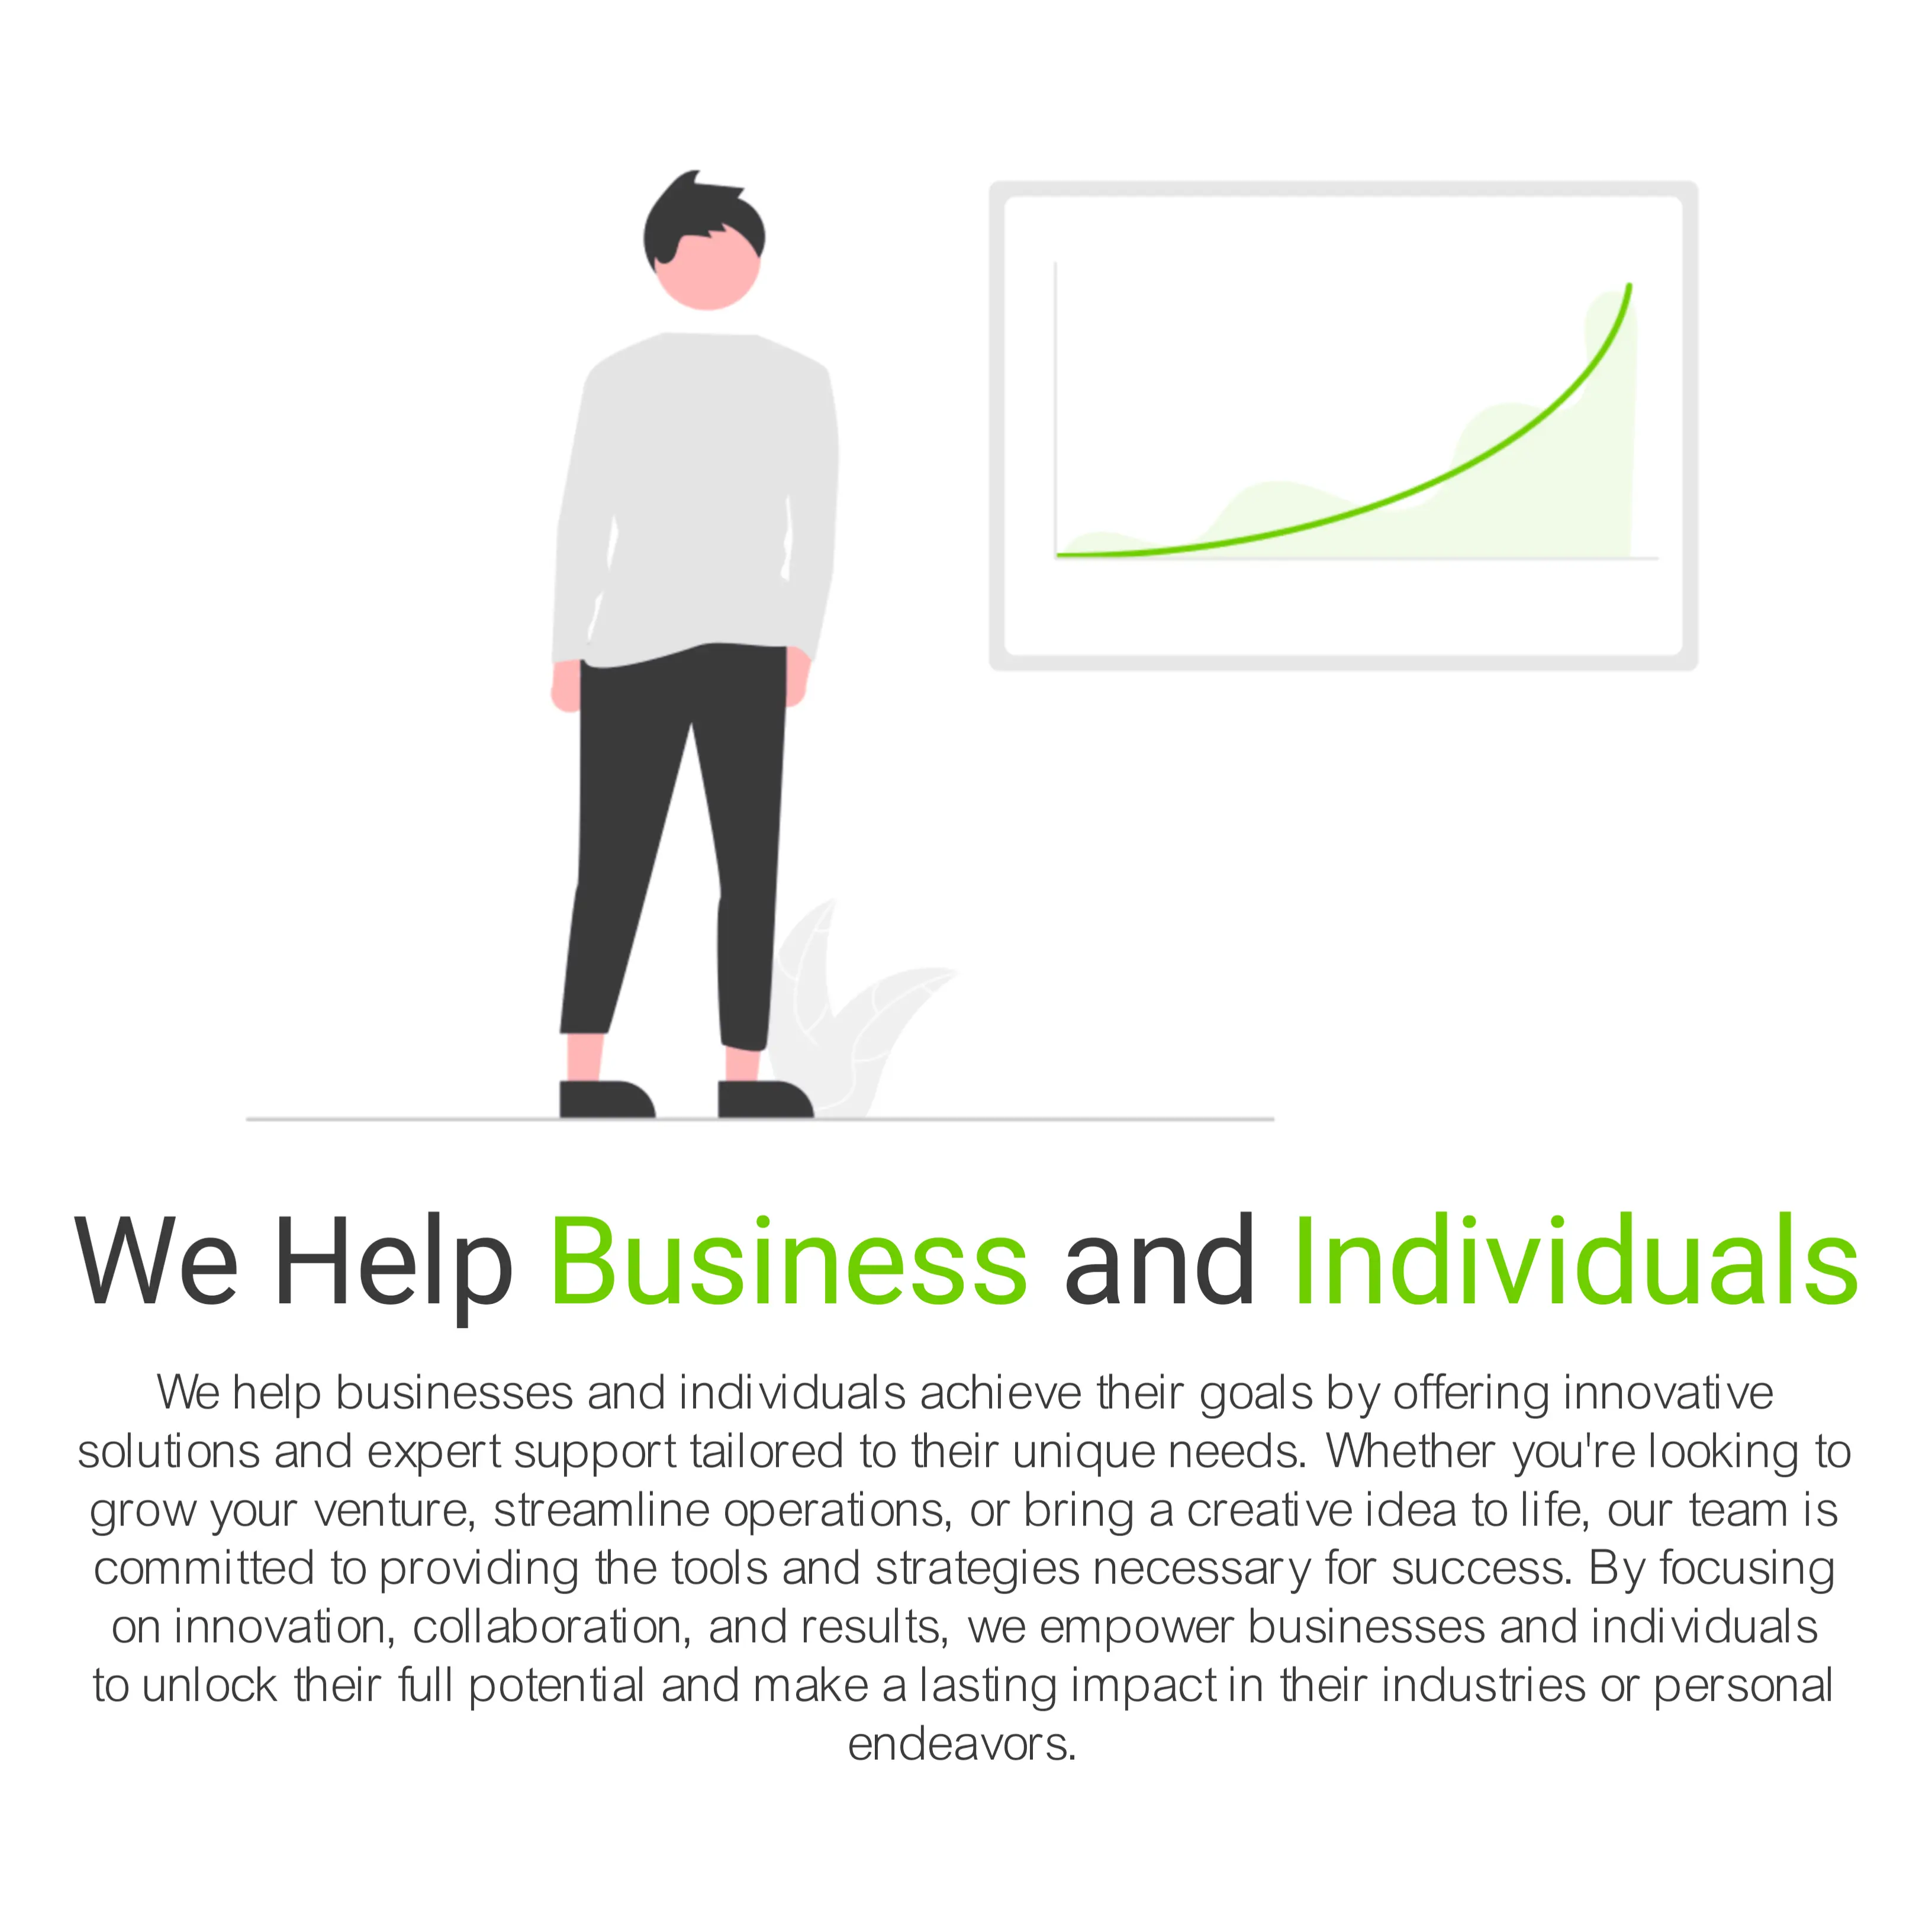 We Help Business and Individuals
We help businesses and individuals achieve their goals by offering innovative
solutions and expert support tailored to their unique needs. Whether you're looking to
grow your venture, streamline operations, or bring a creative idea to life, our team is
committed to providing the tools and strategies necessary for success. By focusing
on innovation, collaboration, and results, we empower businesses and individuals
to unlock their full potential and make a lasting impact in their industries or personal
endeavors.